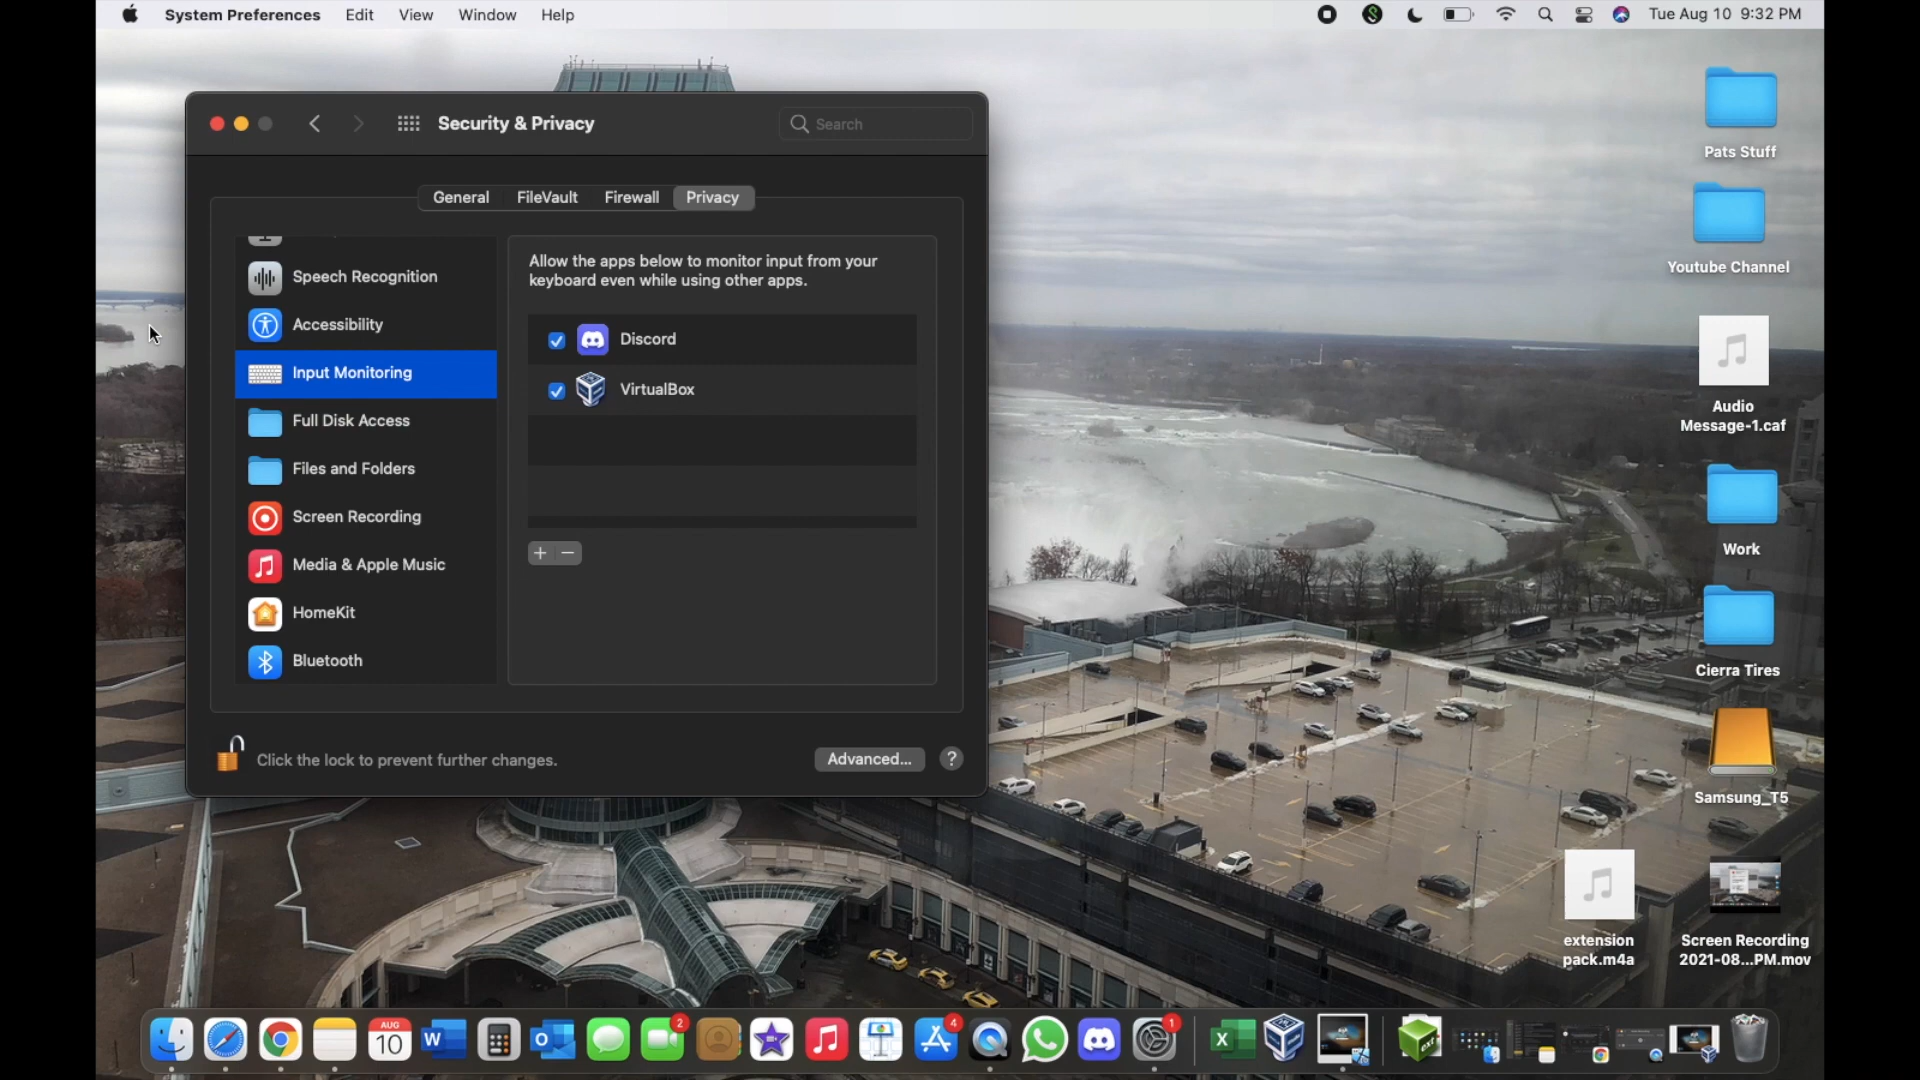 System Preferences Edit View Window Help
Tue Aug 10 9:32 PM
Security & Privacy
Search
General FileVault Firewall Privacy
Speech Recognition
Accessibility
Input Monitoring
Full Disk Access
Files and Folders
Screen Recording
Media & Apple Music
HomeKit
Bluetooth
Allow the apps below to monitor input from your
keyboard even while using other apps.
Discord
VirtualBox
+ −
Click the lock to prevent further changes.
Advanced... ?
Pats Stuff
Youtube Channel
Audio
Message-1.caf
Work
Cierra Tires
Samsung_T5
extension
pack.m4a
Screen Recording
2021-08...PM.mov
AUG
10
W
O
2
4
1
X